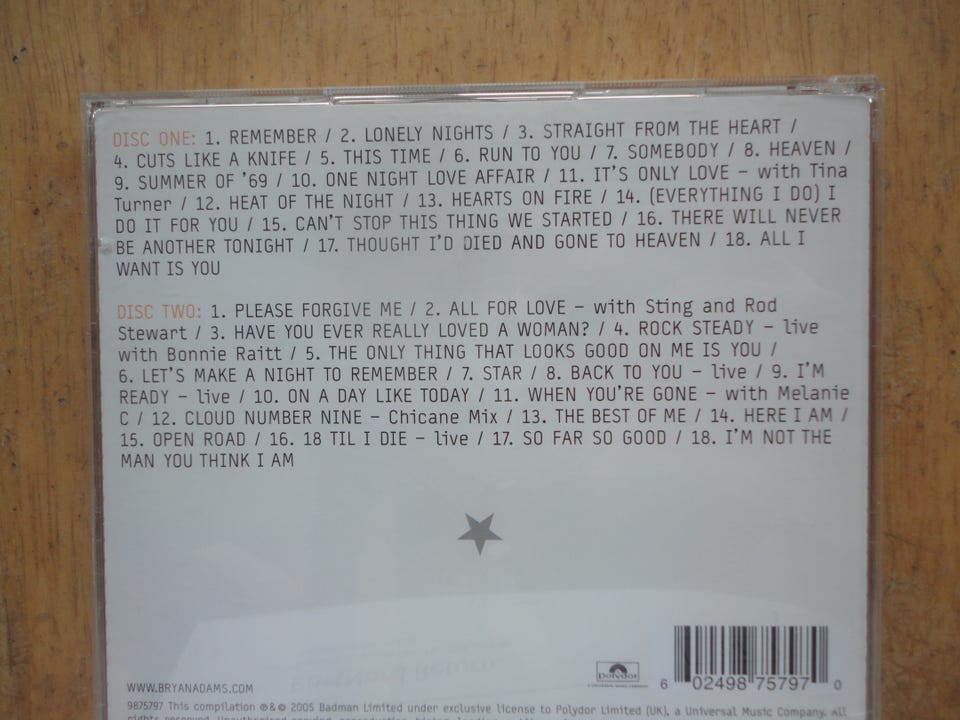 DISC ONE: 1. REMEMBER / 2. LONELY NIGHTS / 3. STRAIGHT FROM THE HEART /
4. CUTS LIKE A KNIFE / 5. THIS TIME / 6. RUN TO YOU / 7. SOMEBODY / 8. HEAVEN /
9. SUMMER OF '69 / 10. ONE NIGHT LOVE AFFAIR / 11. IT'S ONLY LOVE – with Tina
Turner / 12. HEAT OF THE NIGHT / 13. HEARTS ON FIRE / 14. (EVERYTHING I DO) I
DO IT FOR YOU / 15. CAN'T STOP THIS THING WE STARTED / 16. THERE WILL NEVER
BE ANOTHER TONIGHT / 17. THOUGHT I'D DIED AND GONE TO HEAVEN / 18. ALL I
WANT IS YOU
DISC TWO: 1. PLEASE FORGIVE ME / 2. ALL FOR LOVE – with Sting and Rod
Stewart / 3. HAVE YOU EVER REALLY LOVED A WOMAN? / 4. ROCK STEADY – live
with Bonnie Raitt / 5. THE ONLY THING THAT LOOKS GOOD ON ME IS YOU /
6. LET'S MAKE A NIGHT TO REMEMBER / 7. STAR / 8. BACK TO YOU – live / 9. I'M
READY – live / 10. ON A DAY LIKE TODAY / 11. WHEN YOU'RE GONE – with Melanie
C / 12. CLOUD NUMBER NINE – Chicane Mix / 13. THE BEST OF ME / 14. HERE I AM /
15. OPEN ROAD / 16. 18 TIL I DIE – live / 17. SO FAR SO GOOD / 18. I'M NOT THE
MAN YOU THINK I AM
WWW.BRYANADAMS.COM
Polydor
6 02498 75797 0
9875797 This compilation ℗&© 2005 Badman Limited under exclusive license to Polydor Limited (UK), a Universal Music Company. All